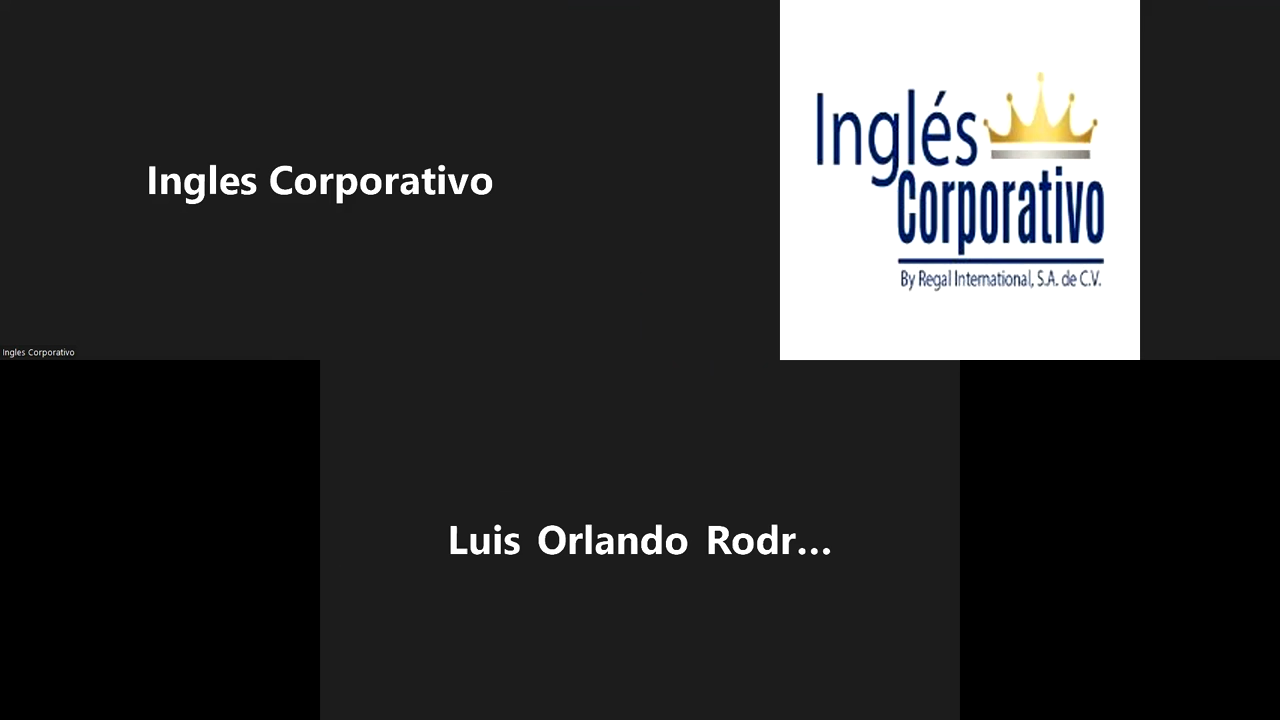 Ingles Corporativo
Inglés
Corporativo
By Regal International, S.A. de C.V.
Ingles Corporativo
Luis Orlando Rodr...